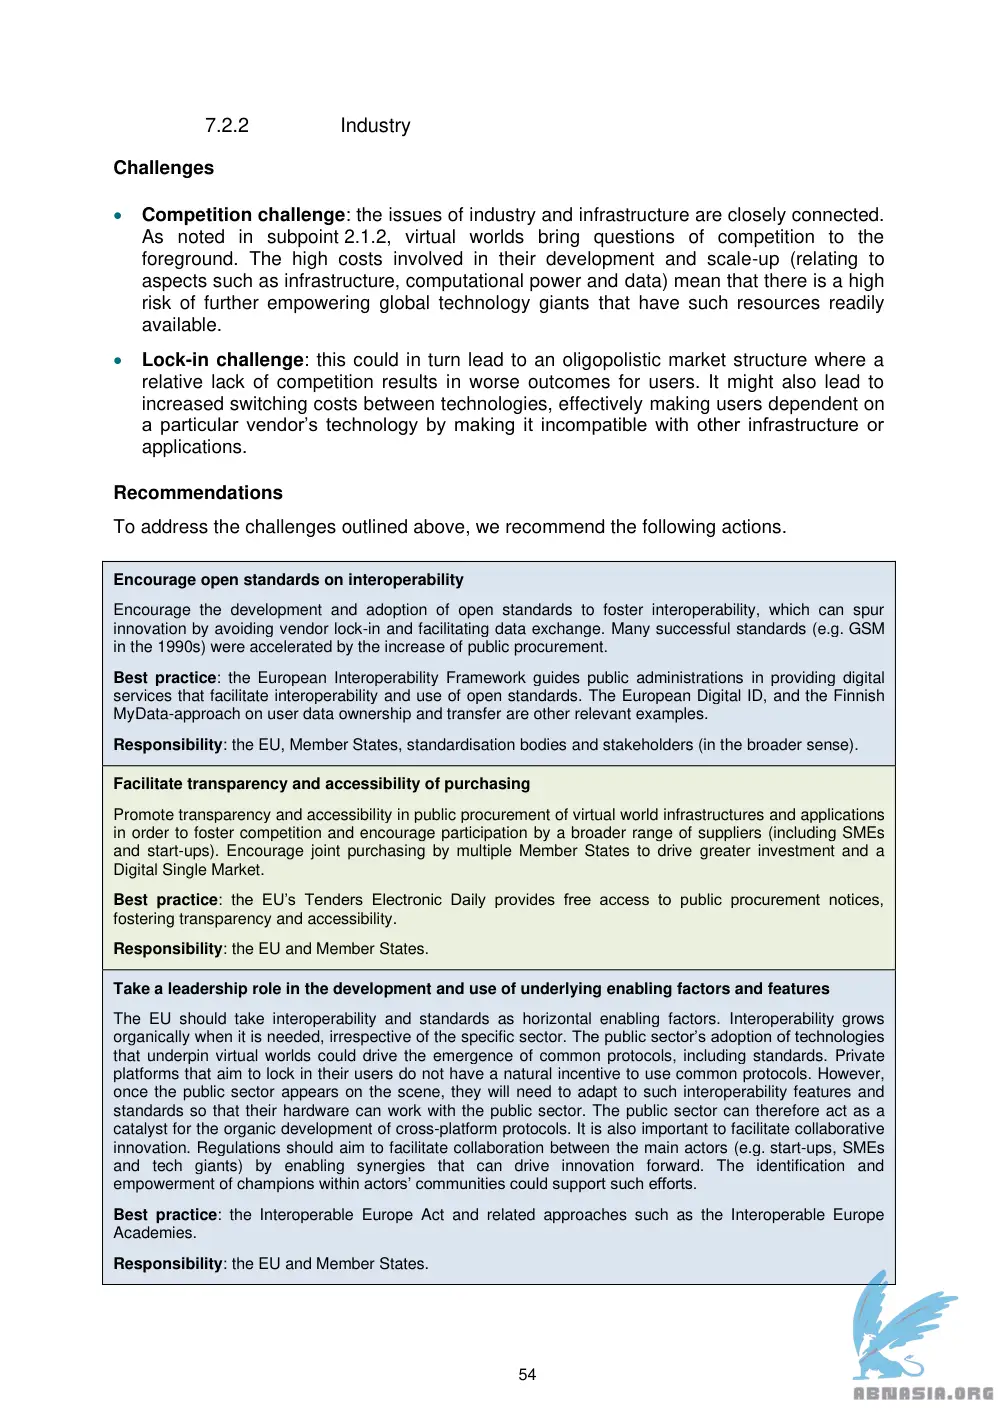 7.2.2 Industry
Challenges
• Competition challenge: the issues of industry and infrastructure are closely connected.
As noted in subpoint 2.1.2, virtual worlds bring questions of competition to the
foreground. The high costs involved in their development and scale-up (relating to
aspects such as infrastructure, computational power and data) mean that there is a high
risk of further empowering global technology giants that have such resources readily
available.
• Lock-in challenge: this could in turn lead to an oligopolistic market structure where a
relative lack of competition results in worse outcomes for users. It might also lead to
increased switching costs between technologies, effectively making users dependent on
a particular vendor’s technology by making it incompatible with other infrastructure or
applications.
Recommendations
To address the challenges outlined above, we recommend the following actions.
Encourage open standards on interoperability
Encourage the development and adoption of open standards to foster interoperability, which can spur
innovation by avoiding vendor lock-in and facilitating data exchange. Many successful standards (e.g. GSM
in the 1990s) were accelerated by the increase of public procurement.
Best practice: the European Interoperability Framework guides public administrations in providing digital
services that facilitate interoperability and use of open standards. The European Digital ID, and the Finnish
MyData-approach on user data ownership and transfer are other relevant examples.
Responsibility: the EU, Member States, standardisation bodies and stakeholders (in the broader sense).
Facilitate transparency and accessibility of purchasing
Promote transparency and accessibility in public procurement of virtual world infrastructures and applications
in order to foster competition and encourage participation by a broader range of suppliers (including SMEs
and start-ups). Encourage joint purchasing by multiple Member States to drive greater investment and a
Digital Single Market.
Best practice: the EU’s Tenders Electronic Daily provides free access to public procurement notices,
fostering transparency and accessibility.
Responsibility: the EU and Member States.
Take a leadership role in the development and use of underlying enabling factors and features
The EU should take interoperability and standards as horizontal enabling factors. Interoperability grows
organically when it is needed, irrespective of the specific sector. The public sector’s adoption of technologies
that underpin virtual worlds could drive the emergence of common protocols, including standards. Private
platforms that aim to lock in their users do not have a natural incentive to use common protocols. However,
once the public sector appears on the scene, they will need to adapt to such interoperability features and
standards so that their hardware can work with the public sector. The public sector can therefore act as a
catalyst for the organic development of cross-platform protocols. It is also important to facilitate collaborative
innovation. Regulations should aim to facilitate collaboration between the main actors (e.g. start-ups, SMEs
and tech giants) by enabling synergies that can drive innovation forward. The identification and
empowerment of champions within actors’ communities could support such efforts.
Best practice: the Interoperable Europe Act and related approaches such as the Interoperable Europe
Academies.
Responsibility: the EU and Member States.
54
ABNASIA.ORG